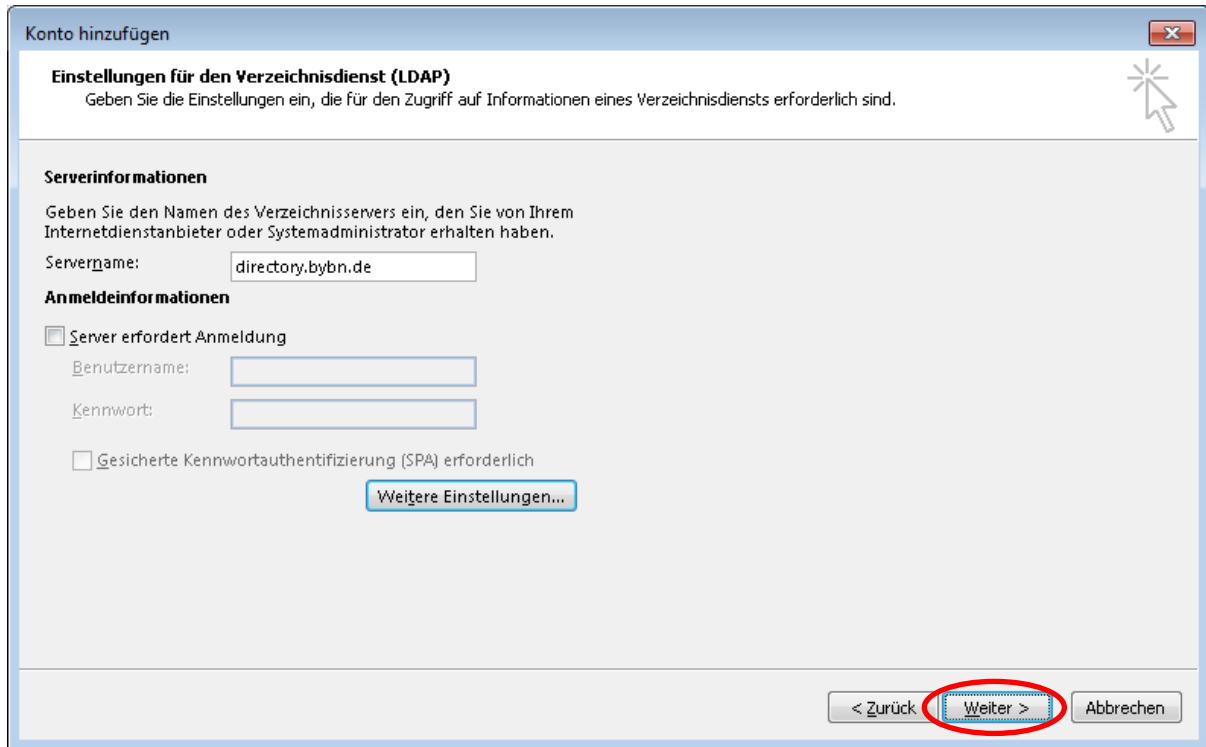 Konto hinzufügen
Einstellungen für den Verzeichnisdienst (LDAP)
Geben Sie die Einstellungen ein, die für den Zugriff auf Informationen eines Verzeichnisdiensts erforderlich sind.
Serverinformationen
Geben Sie den Namen des Verzeichnisservers ein, den Sie von Ihrem
Internetdienstanbieter oder Systemadministrator erhalten haben.
Servername: directory.bybn.de
Anmeldeinformationen
Server erfordert Anmeldung
Benutzername:
Kennwort:
Gesicherte Kennwortauthentifizierung (SPA) erforderlich
Weitere Einstellungen...
< Zurück Weiter > Abbrechen